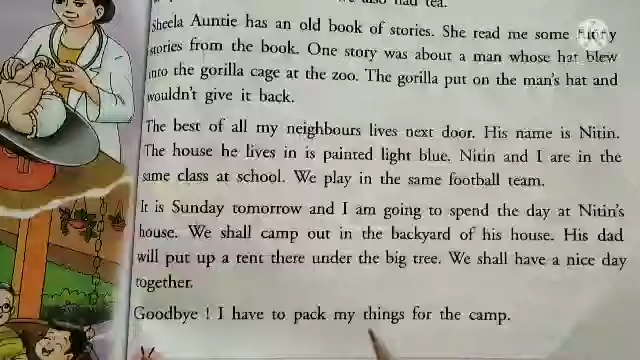 also had tea.
Sheela Auntie has an old book of stories. She read me some funny
stories from the book. One story was about a man whose hat blew
into the gorilla cage at the zoo. The gorilla put on the man's hat and
wouldn't give it back.
The best of all my neighbours lives next door. His name is Nitin.
The house he lives in is painted light blue. Nitin and I are in the
same class at school. We play in the same football team.
It is Sunday tomorrow and I am going to spend the day at Nitin's
house. We shall camp out in the backyard of his house. His dad
will put up a tent there under the big tree. We shall have a nice day
together.
Goodbye ! I have to pack my things for the camp.